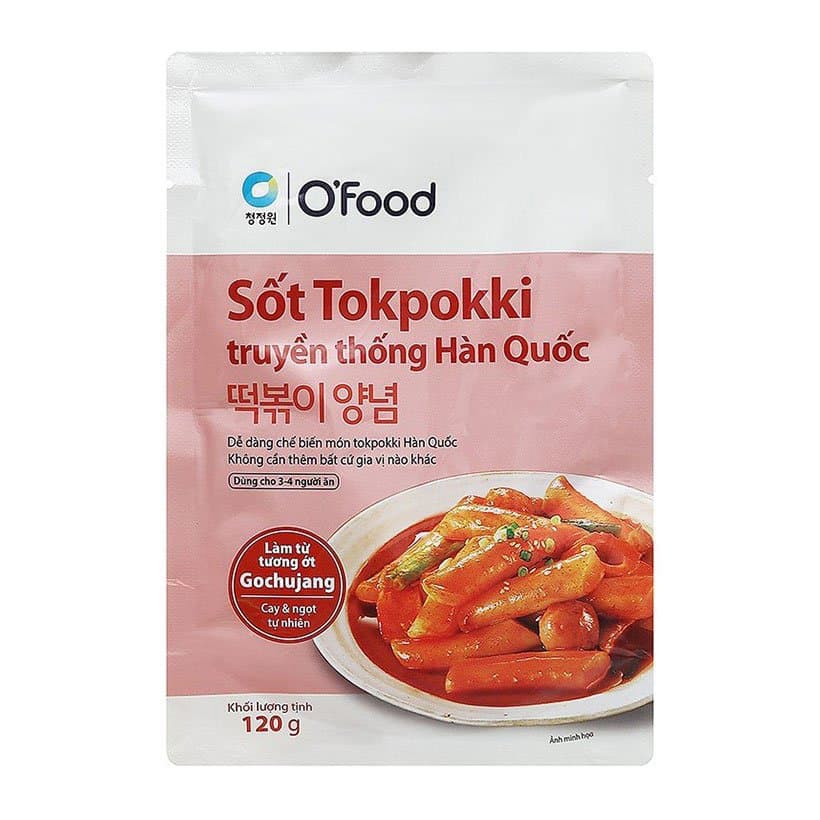 청정원
O'Food
Sốt Tokpokki
truyền thống Hàn Quốc
떡볶이 양념
Dễ dàng chế biến món tokpokki Hàn Quốc
Không cần thêm bất cứ gia vị nào khác
Dùng cho 3-4 người ăn
Làm từ
tương ớt
Gochujang
Cay & ngọt
tự nhiên
Khối lượng tịnh
120 g
Ảnh minh họa